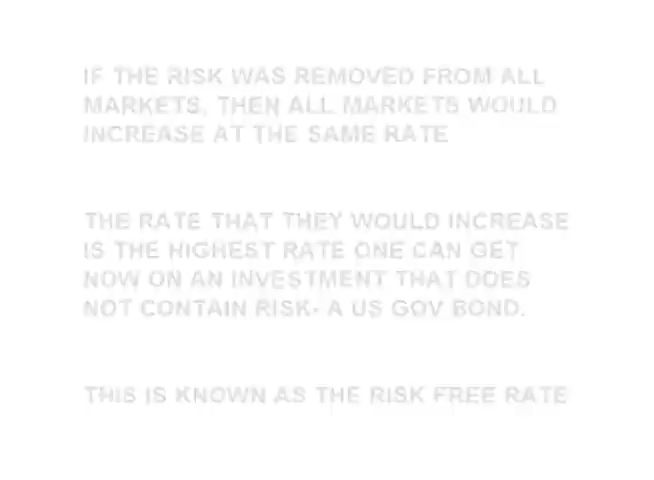 IF THE RISK WAS REMOVED FROM ALL
MARKETS, THEN ALL MARKETS WOULD
INCREASE AT THE SAME RATE
THE RATE THAT THEY WOULD INCREASE
IS THE HIGHEST RATE ONE CAN GET
NOW ON AN INVESTMENT THAT DOES
NOT CONTAIN RISK- A US GOV BOND.
THIS IS KNOWN AS THE RISK FREE RATE